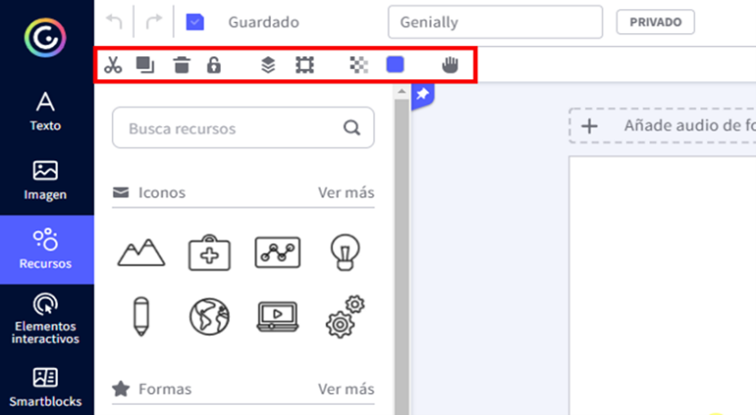 Guardado
Genially
PRIVADO
Texto
Imagen
Recursos
Elementos
interactivos
Smartblocks
Busca recursos
Iconos
Ver más
Formas
Ver más
Añade audio de fo